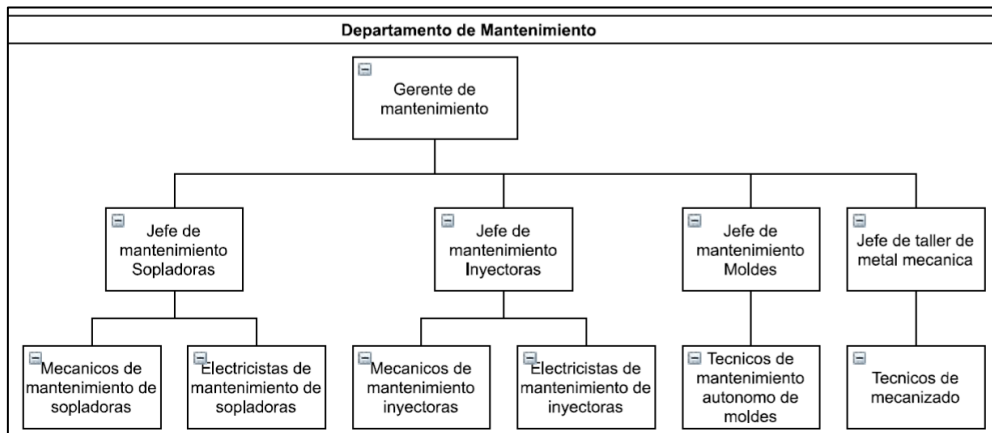 Departamento de Mantenimiento
Gerente de
mantenimiento
Jefe de
mantenimiento
Sopladoras
Jefe de
mantenimiento
Inyectoras
Jefe de
mantenimiento
Moldes
Jefe de taller de
metal mecanica
Mecanicos de
mantenimiento de
sopladoras
Electricistas de
mantenimiento de
sopladoras
Mecanicos de
mantenimiento
inyectoras
Electricistas de
mantenimiento de
inyectoras
Tecnicos de
mantenimiento
autonomo de
moldes
Tecnicos de
mecanizado